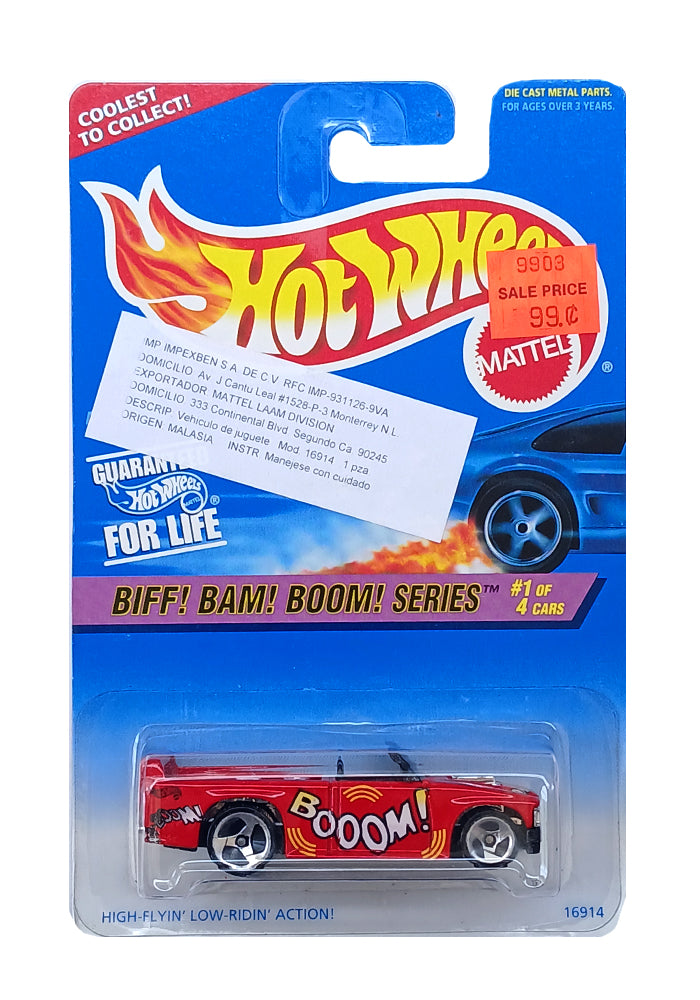 COOLEST
TO COLLECT!
DIE CAST METAL PARTS.
FOR AGES OVER 3 YEARS.
HOT WHEELS
9903
SALE PRICE
99.¢
MATTEL
®
IMP IMPEXBEN S A DE C V RFC IMP-931126-9VA
DOMICILIO Av J Cantu Leal #1528-P-3 Monterrey N L
EXPORTADOR MATTEL LAAM DIVISION
DOMICILIO 333 Continental Blvd Segundo Ca 90245
DESCRIP Vehiculo de juguete Mod 16914 1 pza
ORIGEN MALASIA INSTR Manejese con cuidado
GUARANTEED
Hot Wheels
MATTEL
®
FOR LIFE
BIFF! BAM! BOOM! SERIES™ #1 OF
4 CARS
BOOOM!
HIGH-FLYIN' LOW-RIDIN' ACTION!
16914